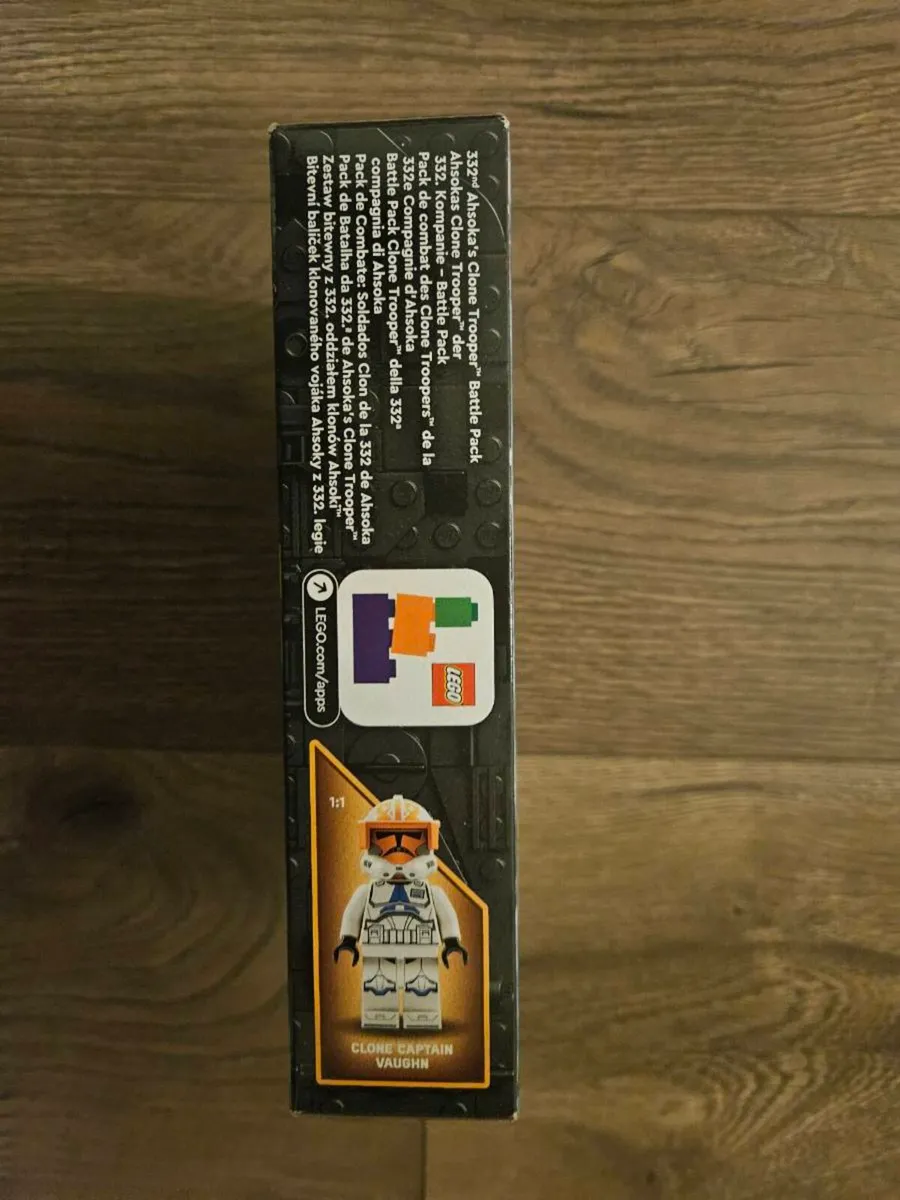 332nd Ahsoka's Clone Trooper™ Battle Pack
Ahsokas Clone Trooper™ der
332. Kompanie – Battle Pack
Pack de combat des Clone Troopers™ de la
332e Compagnie d'Ahsoka
Battle Pack Clone Trooper™ della 332ª
compagnia di Ahsoka
Pack de Combate: Soldados Clon de la 332 de Ahsoka
Pack de Batalha da 332.ª de Ahsoka's Clone Trooper™
Zestaw bitewny z 332. oddziałem klonów Ahsoki™
Bitevní balíček klonovaného vojáka Ahsoky z 332. legie
LEGO
LEGO.com/apps
1:1
CLONE CAPTAIN
VAUGHN